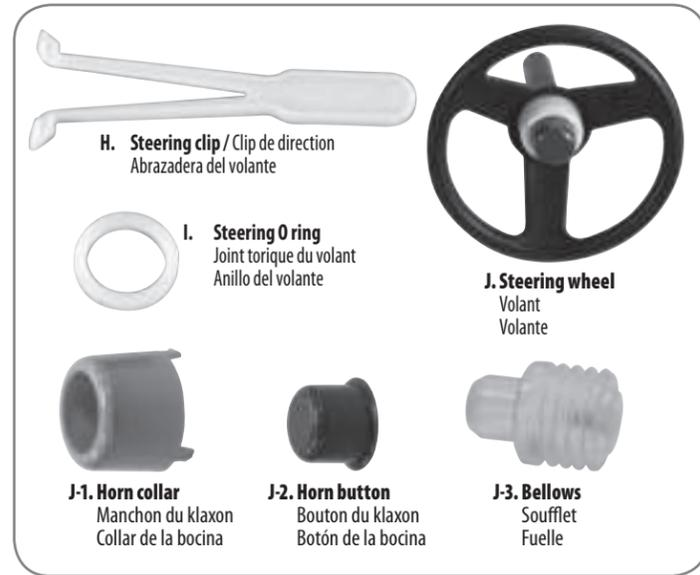 H. Steering clip / Clip de direction
Abrazadera del volante
I. Steering O ring
Joint torique du volant
Anillo del volante
J. Steering wheel
Volant
Volante
J-1. Horn collar
Manchon du klaxon
Collar de la bocina
J-2. Horn button
Bouton du klaxon
Botón de la bocina
J-3. Bellows
Soufflet
Fuelle